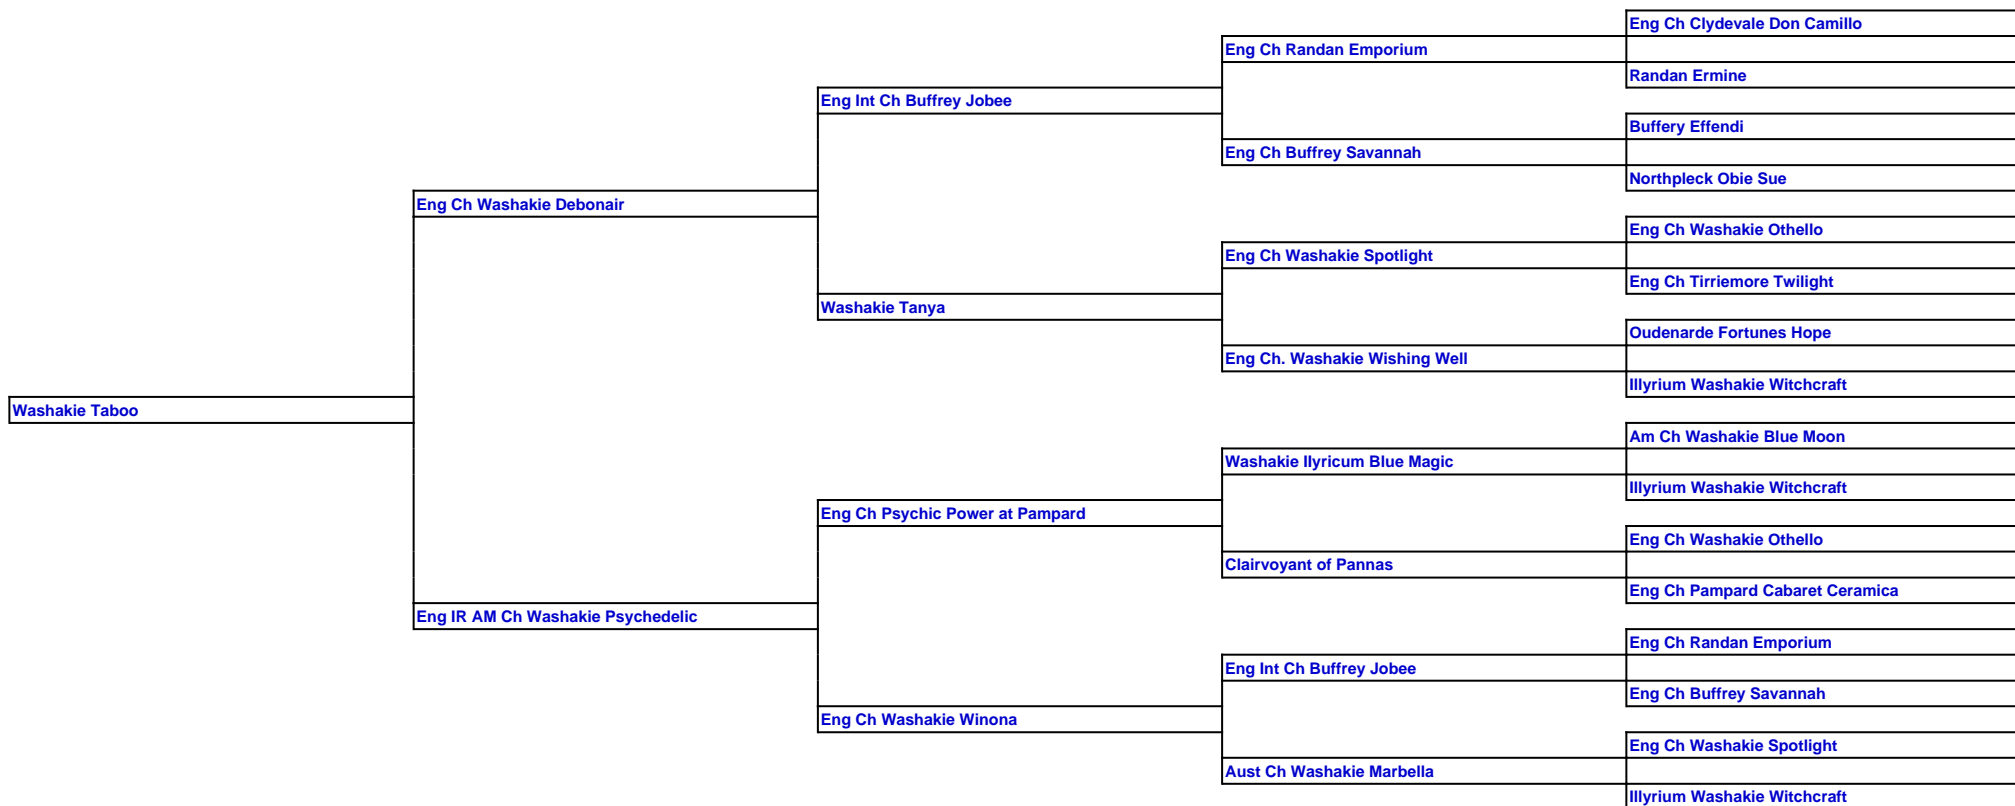 Eng Ch Clydevale Don Camillo
Eng Ch Randan Emporium
Randan Ermine
Eng Int Ch Buffrey Jobee
Buffery Effendi
Eng Ch Buffrey Savannah
Northpleck Obie Sue
Eng Ch Washakie Debonair
Eng Ch Washakie Othello
Eng Ch Washakie Spotlight
Eng Ch Tirriemore Twilight
Washakie Tanya
Oudenarde Fortunes Hope
Eng Ch. Washakie Wishing Well
Illyrium Washakie Witchcraft
Washakie Taboo
Am Ch Washakie Blue Moon
Washakie Ilyricum Blue Magic
Illyrium Washakie Witchcraft
Eng Ch Psychic Power at Pampard
Eng Ch Washakie Othello
Clairvoyant of Pannas
Eng Ch Pampard Cabaret Ceramica
Eng IR AM Ch Washakie Psychedelic
Eng Ch Randan Emporium
Eng Int Ch Buffrey Jobee
Eng Ch Buffrey Savannah
Eng Ch Washakie Winona
Eng Ch Washakie Spotlight
Aust Ch Washakie Marbella
Illyrium Washakie Witchcraft